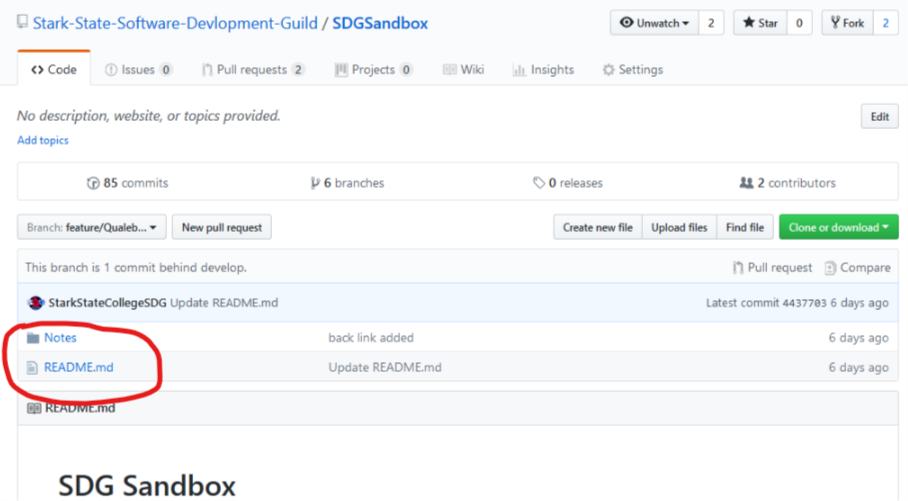 Stark-State-Software-Devlopment-Guild / SDGSandbox Unwatch 2 Star 0 Fork 2
Code Issues 0 Pull requests 2 Projects 0 Wiki Insights Settings
No description, website, or topics provided. Edit
Add topics
85 commits 6 branches 0 releases 2 contributors
Branch: feature/Qualeb... New pull request Create new file Upload files Find file Clone or download
This branch is 1 commit behind develop. Pull request Compare
StarkStateCollegeSDG Update README.md Latest commit 4437703 6 days ago
Notes back link added 6 days ago
README.md Update README.md 6 days ago
README.md
SDG Sandbox